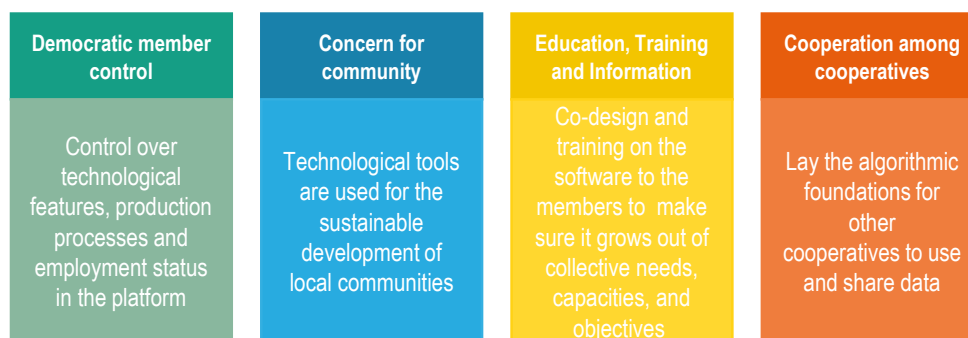 Democratic member
control
Control over
technological
features, production
processes and
employment status
in the platform
Concern for
community
Technological tools
are used for the
sustainable
development of
local communities
Education, Training
and Information
Co-design and
training on the
software to the
members to  make
sure it grows out of
collective needs,
capacities, and
objectives
Cooperation among
cooperatives
Lay the algorithmic
foundations for
other
cooperatives to use
and share data